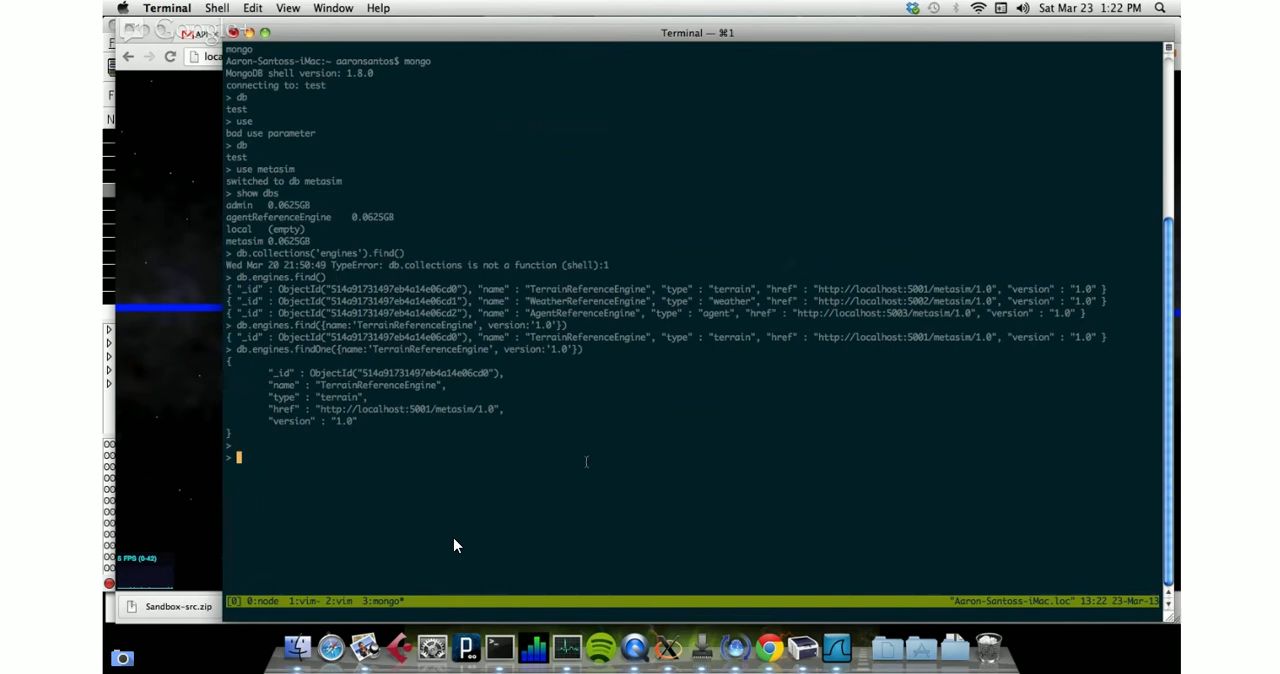 Terminal Shell Edit View Window Help Sat Mar 23 1:22 PM
Terminal — ⌘1
mongo
Aaron-Santoss-iMac:~ aaronsantos$ mongo
MongoDB shell version: 1.8.0
connecting to: test
> db
test
> use
bad use parameter
> db
test
> use metasim
switched to db metasim
> show dbs
admin 0.0625GB
agentReferenceEngine 0.0625GB
local (empty)
metasim 0.0625GB
> db.collections('engines').find()
Wed Mar 20 21:50:49 TypeError: db.collections is not a function (shell):1
> db.engines.find()
{ "_id" : ObjectId("514a91731497eb4a14e06cd0"), "name" : "TerrainReferenceEngine", "type" : "terrain", "href" : "http://localhost:5001/metasim/1.0", "version" : "1.0" }
{ "_id" : ObjectId("514a91731497eb4a14e06cd1"), "name" : "WeatherReferenceEngine", "type" : "weather", "href" : "http://localhost:5002/metasim/1.0", "version" : "1.0" }
{ "_id" : ObjectId("514a91731497eb4a14e06cd2"), "name" : "AgentReferenceEngine", "type" : "agent", "href" : "http://localhost:5003/metasim/1.0", "version" : "1.0" }
> db.engines.find({name:'TerrainReferenceEngine', version:'1.0'})
{ "_id" : ObjectId("514a91731497eb4a14e06cd0"), "name" : "TerrainReferenceEngine", "type" : "terrain", "href" : "http://localhost:5001/metasim/1.0", "version" : "1.0" }
> db.engines.findOne({name:'TerrainReferenceEngine', version:'1.0'})
{
"_id" : ObjectId("514a91731497eb4a14e06cd0"),
"name" : "TerrainReferenceEngine",
"type" : "terrain",
"href" : "http://localhost:5001/metasim/1.0",
"version" : "1.0"
}
>
>
[0] 0:node 1:vim- 2:vim 3:mongo* "Aaron-Santoss-iMac.loc" 13:22 23-Mar-13
loca
6 FPS (0-42)
Sandbox-src.zip